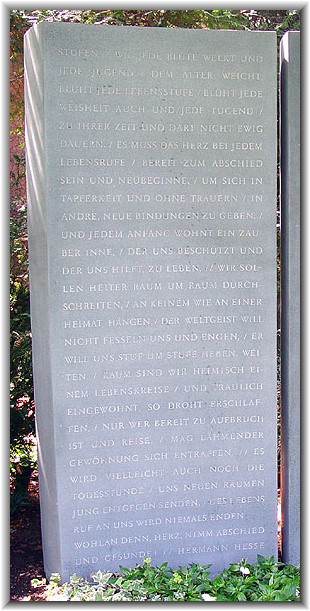 STUFEN / WIE JEDE BLÜTE WELKT UND
JEDE JUGEND / DEM ALTER WEICHT,
BLÜHT JEDE LEBENSSTUFE / BLÜHT JEDE
WEISHEIT AUCH UND JEDE TUGEND /
ZU IHRER ZEIT UND DARF NICHT EWIG
DAUERN. / ES MUSS DAS HERZ BEI JEDEM
LEBENSRUFE / BEREIT ZUM ABSCHIED
SEIN UND NEUBEGINNE, / UM SICH IN
TAPFERKEIT UND OHNE TRAUERN / IN
ANDRE, NEUE BINDUNGEN ZU GEBEN. /
UND JEDEM ANFANG WOHNT EIN ZAU-
BER INNE, / DER UNS BESCHÜTZT UND
DER UNS HILFT, ZU LEBEN. // WIR SOL-
LEN HEITER RAUM UM RAUM DURCH-
SCHREITEN, / AN KEINEM WIE AN EINER
HEIMAT HÄNGEN, / DER WELTGEIST WILL
NICHT FESSELN UNS UND ENGEN, / ER
WILL UNS STUF' UM STUFE HEBEN, WEI-
TEN. / KAUM SIND WIR HEIMISCH EI-
NEM LEBENSKREISE / UND TRAULICH
EINGEWOHNT, SO DROHT ERSCHLAF-
FEN, / NUR WER BEREIT ZU AUFBRUCH
IST UND REISE, / MAG LÄHMENDER
GEWÖHNUNG SICH ENTRAFFEN. // ES
WIRD VIELLEICHT AUCH NOCH DIE
TODESSTUNDE / UNS NEUEN RÄUMEN
JUNG ENTGEGEN SENDEN, / DES LEBENS
RUF AN UNS WIRD NIEMALS ENDEN...
WOHLAN DENN, HERZ, NIMM ABSCHIED
UND GESUNDE! // HERMANN HESSE